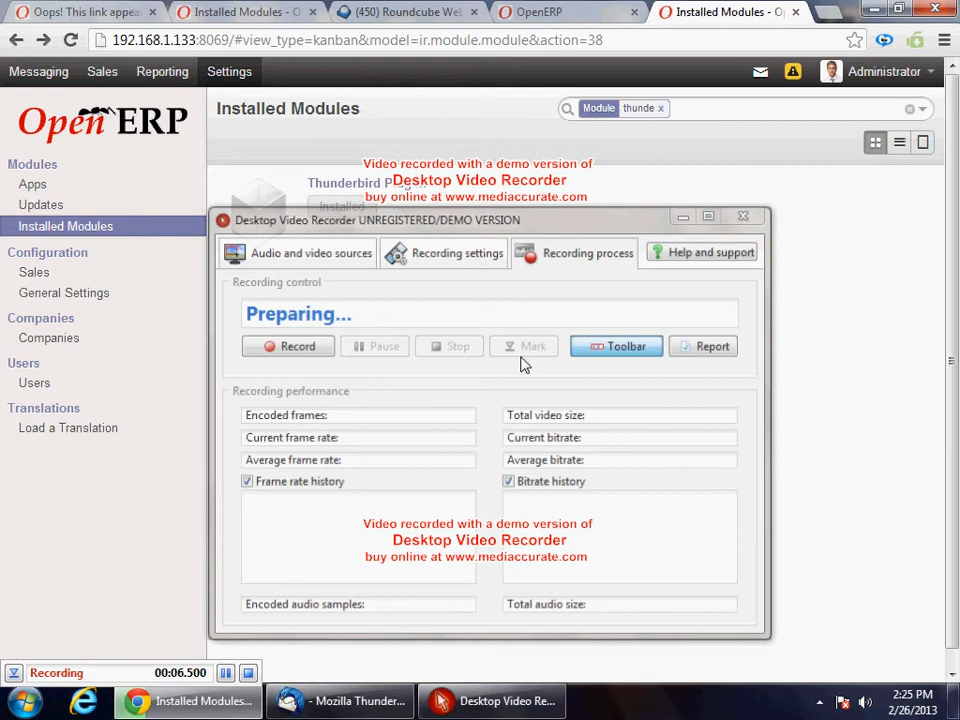 Oops! This link appear
Installed Modules - O
(450) Roundcube Web
OpenERP
Installed Modules - Op
192.168.1.133:8069/#view_type=kanban&model=ir.module.module&action=38
Messaging
Sales
Reporting
Settings
Administrator
Open ERP
Installed Modules
Module
thunde x
Modules
Apps
Updates
Installed Modules
Configuration
Sales
General Settings
Companies
Companies
Users
Users
Translations
Load a Translation
Video recorded with a demo version of
Desktop Video Recorder
buy online at www.mediaccurate.com
Thunderbird Plug
Installed
Desktop Video Recorder UNREGISTERED/DEMO VERSION
Audio and video sources
Recording settings
Recording process
Help and support
Recording control
Preparing...
Record
Pause
Stop
Mark
Toolbar
Report
Recording performance
Encoded frames:
Total video size:
Current frame rate:
Current bitrate:
Average frame rate:
Average bitrate:
Frame rate history
Bitrate history
Video recorded with a demo version of
Desktop Video Recorder
buy online at www.mediaccurate.com
Encoded audio samples:
Total audio size:
Recording
00:06.500
Installed Modules...
- Mozilla Thunder...
Desktop Video Re...
2:25 PM
2/26/2013